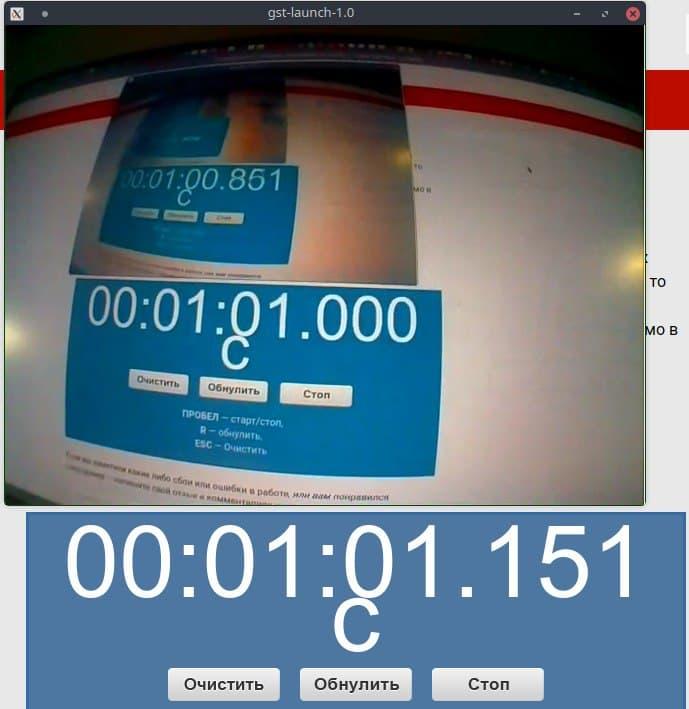 gst-launch-1.0
00:01:00.851
С
то
мо в
00:01:01.000
С
Очистить Обнулить Стоп
ПРОБЕЛ — старт/стоп,
R — обнулить,
ESC — Очистить
Если вы заметили какие либо сбои или ошибки в работе, или вам понравился
то
мо в
00:01:01.151
С
Очистить Обнулить Стоп